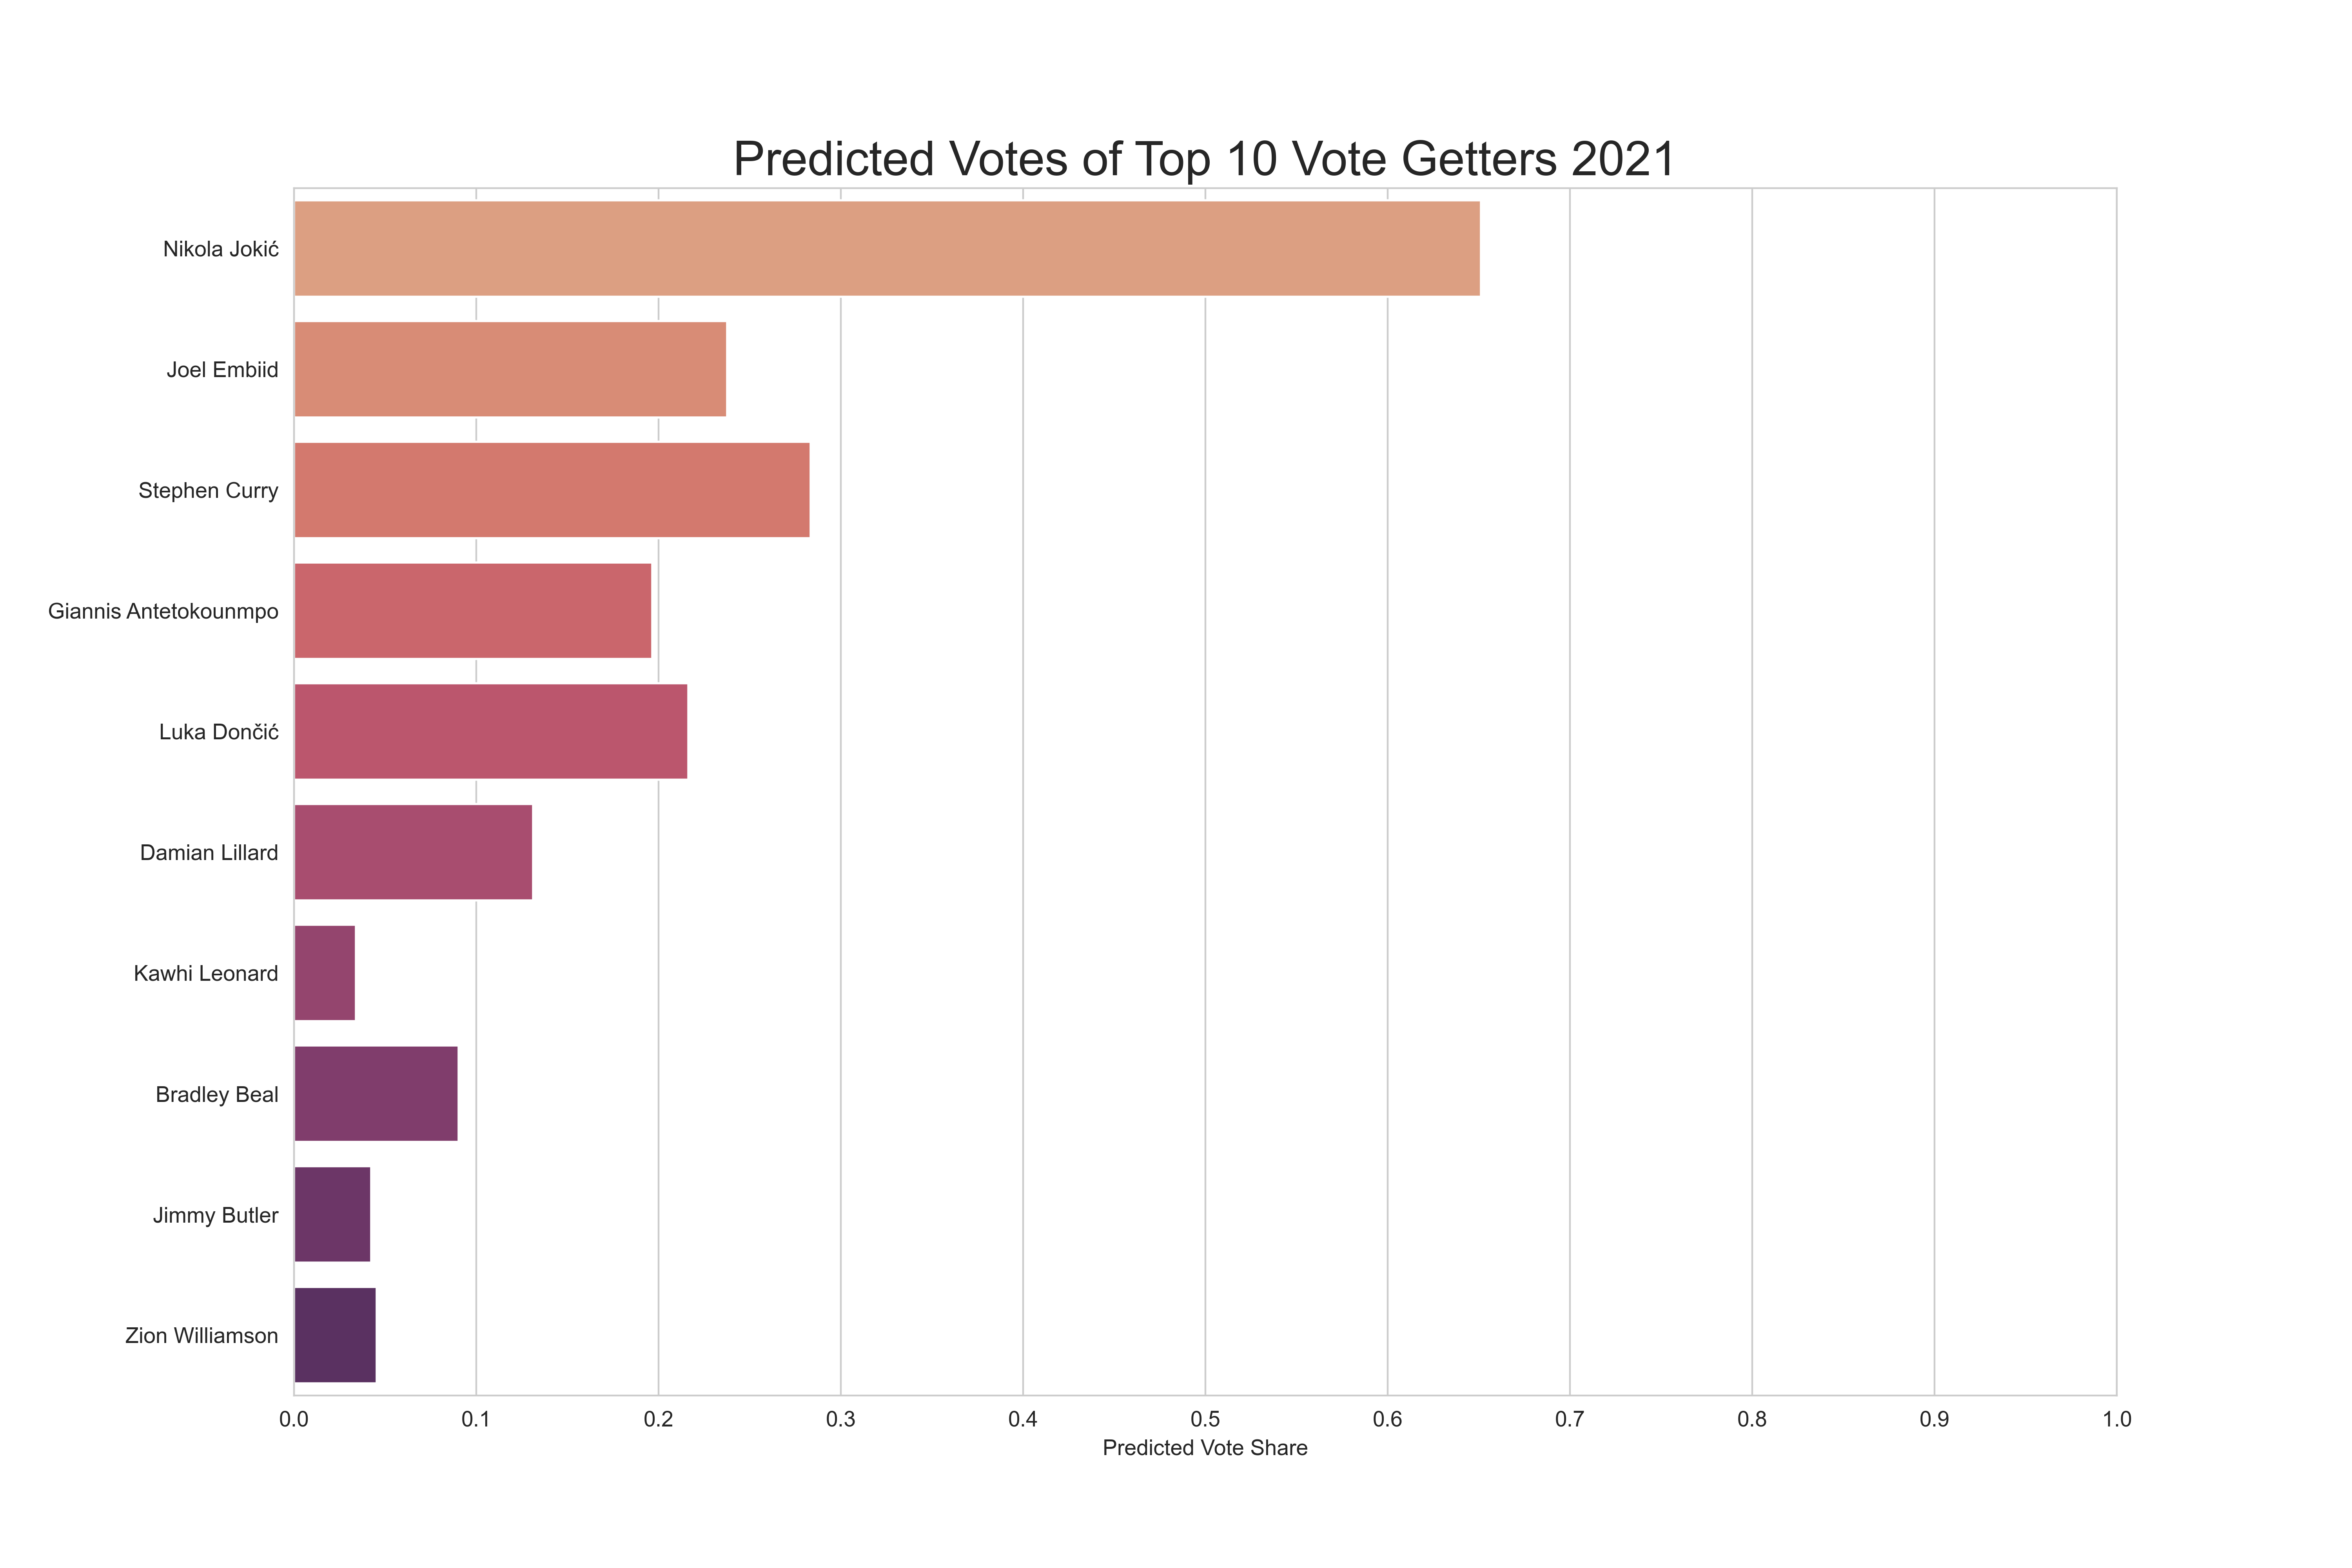 Predicted Votes of Top 10 Vote Getters 2021
Nikola Jokić
Joel Embiid
Stephen Curry
Giannis Antetokounmpo
Luka Dončić
Damian Lillard
Kawhi Leonard
Bradley Beal
Jimmy Butler
Zion Williamson
0.0 0.1 0.2 0.3 0.4 0.5 0.6 0.7 0.8 0.9 1.0
Predicted Vote Share